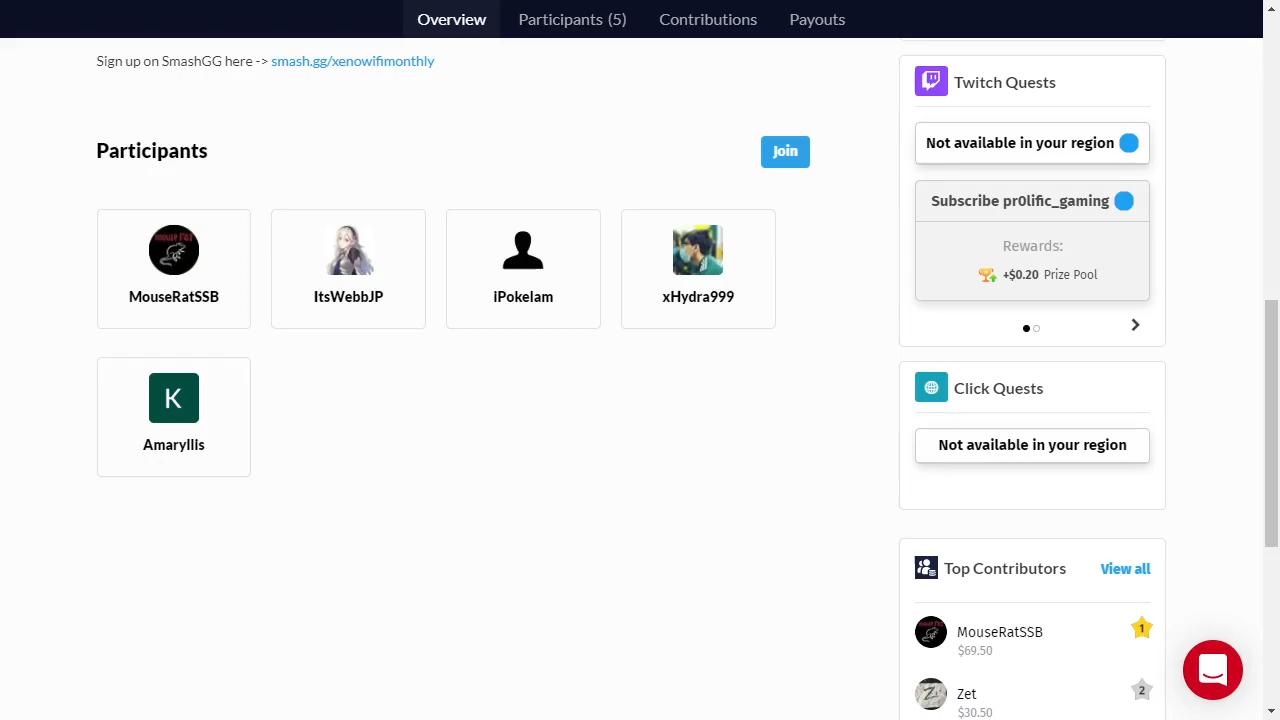 Overview
Participants (5)
Contributions
Payouts
Sign up on SmashGG here -> smash.gg/xenowifimonthly
Participants
Join
MouseRatSSB
ItsWebbJP
iPokeIam
xHydra999
K
Amaryllis
Twitch Quests
Not available in your region
Subscribe pr0lific_gaming
Rewards:
+$0.20 Prize Pool
Click Quests
Not available in your region
Top Contributors
View all
MouseRatSSB
1
$69.50
Zet
2
$30.50